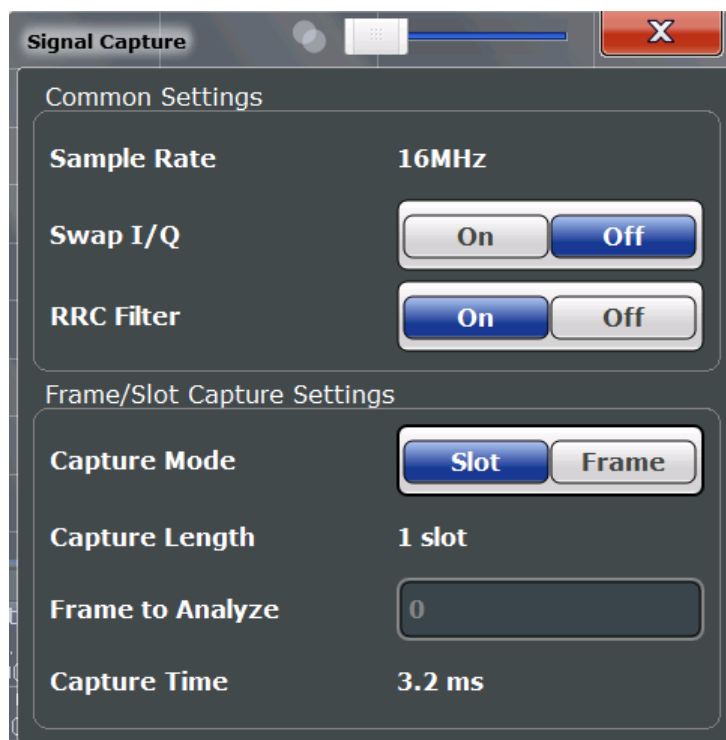 Signal Capture
X
Common Settings
Sample Rate 16MHz
Swap I/Q On Off
RRC Filter On Off
Frame/Slot Capture Settings
Capture Mode Slot Frame
Capture Length 1 slot
Frame to Analyze 0
Capture Time 3.2 ms